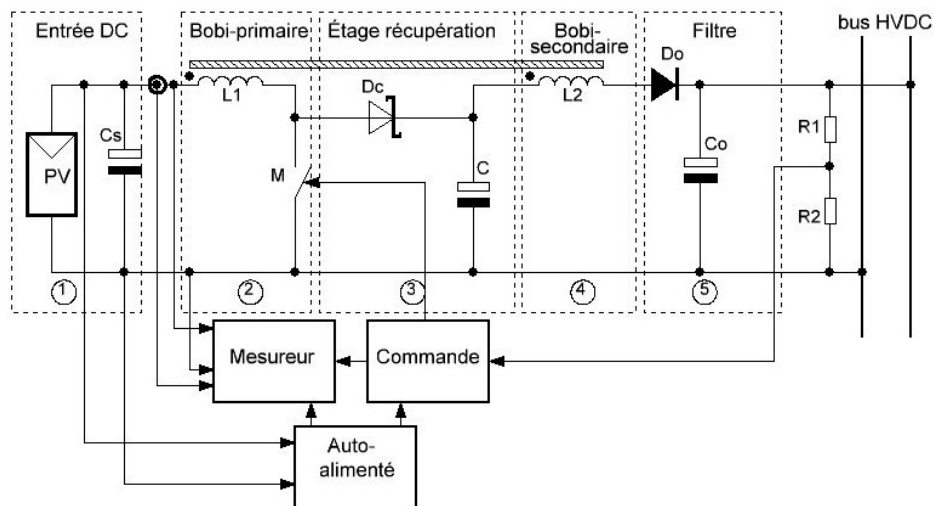 Entrée DC
Bobi-primaire
Étage récupération
Bobi-
secondaire
Filtre
bus HVDC
L1
Dc
L2
Do
Cs
PV
M
C
Co
R1
R2
1
2
3
4
5
Mesureur
Commande
Auto-
alimenté